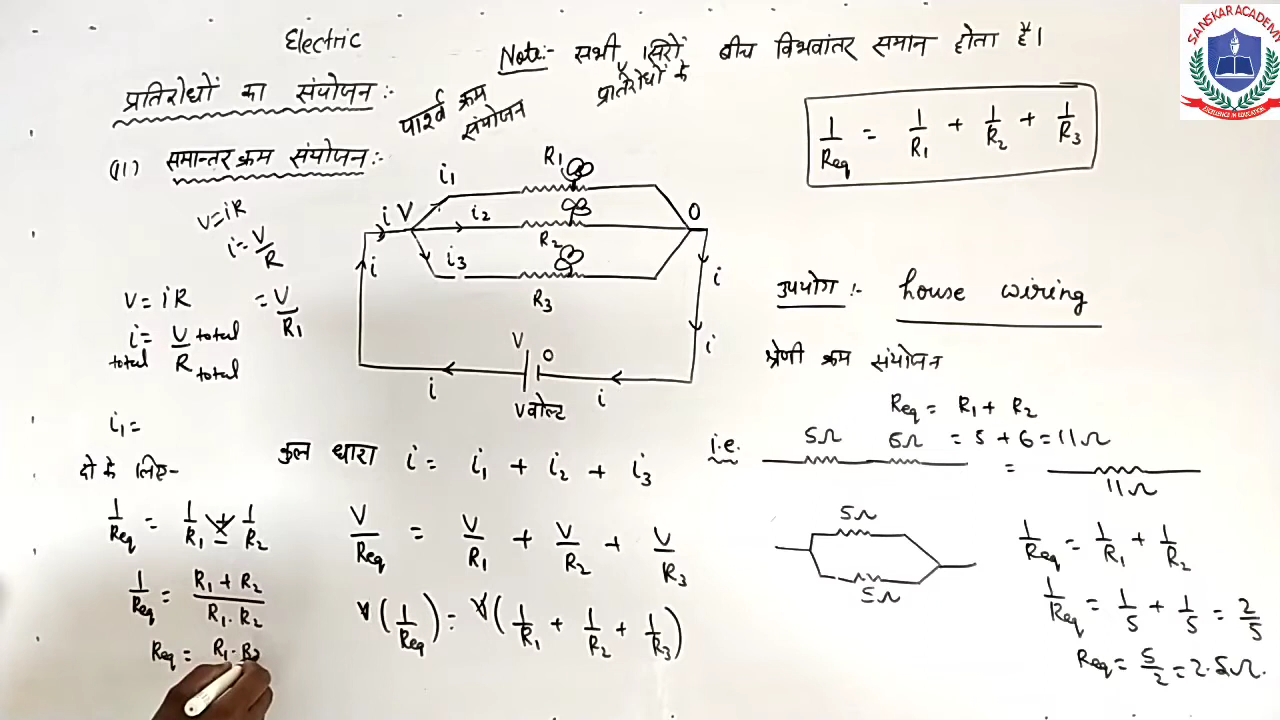 Electric
Note:- सभी सिरों बीच विभवांतर समान होता है।
प्रतिरोधों के
प्रतिरोधों का संयोजन :-
पार्श्व क्रम
संयोजन
(ii) समान्तर क्रम संयोजन :-
1/Req = 1/R1 + 1/R2 + 1/R3
SANSKAR ACADEMY
EXCELLENCE IN EDUCATION
V=iR
i=V/R
V= iR = V/R1
i total = V total / R total
i1 =
R1
R2
R3
i V i1 i2 i3 O
i i
i i
V O
i i
V वोल्ट
उपयोग :- house wiring
श्रेणी क्रम संयोजन
Req = R1 + R2
= 5 + 6 = 11Ω
i.e. 5Ω 6Ω = 11Ω
कुल धारा i = i1 + i2 + i3
V/Req = V/R1 + V/R2 + V/R3
V(1/Req) = V(1/R1 + 1/R2 + 1/R3)
दो के लिए-
1/Req = 1/R1 + 1/R2
1/Req = R1 + R2 / R1 . R2
Req = R1 . R2
5Ω
5Ω
1/Req = 1/R1 + 1/R2
1/Req = 1/5 + 1/5 = 2/5
Req = 5/2 = 2.5Ω.